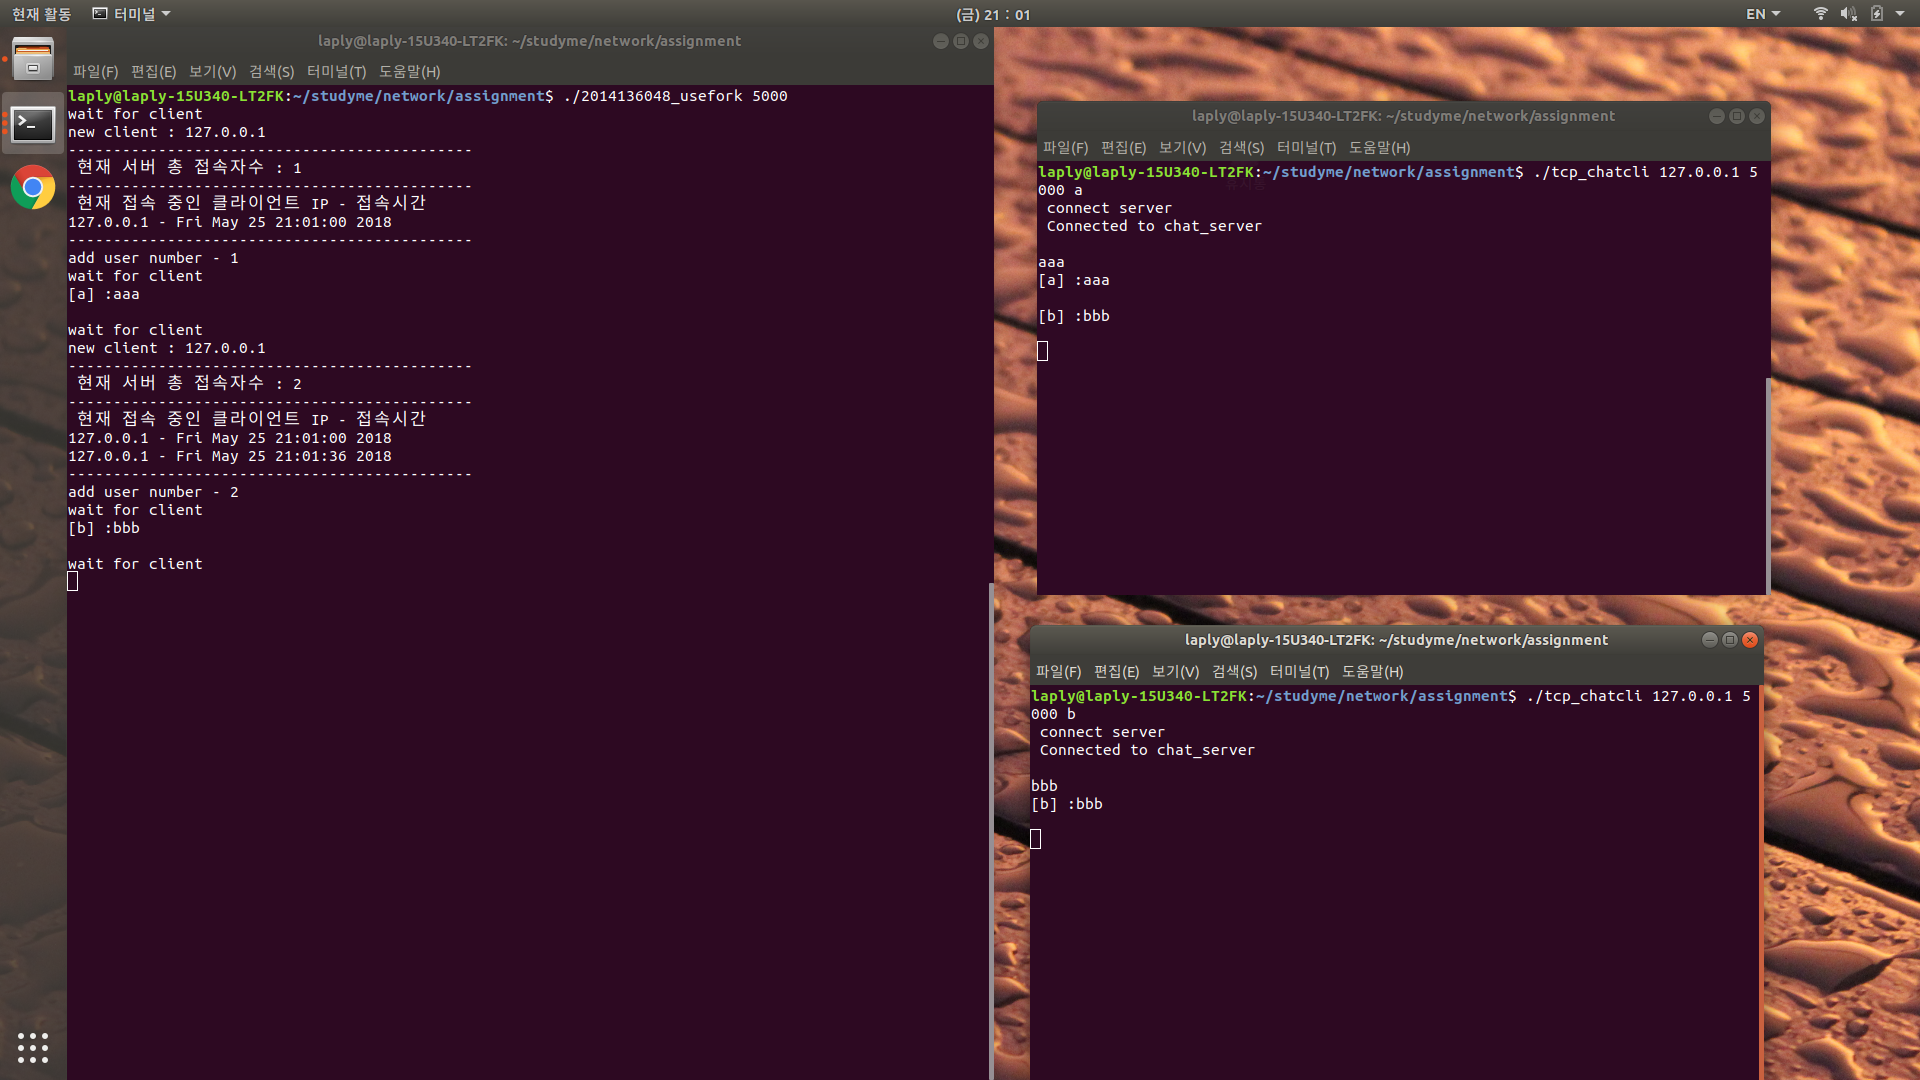 현재 활동 터미널 (금) 21 : 01 EN
laply@laply-15U340-LT2FK: ~/studyme/network/assignment
파일(F) 편집(E) 보기(V) 검색(S) 터미널(T) 도움말(H)
laply@laply-15U340-LT2FK:~/studyme/network/assignment$ ./2014136048_usefork 5000
wait for client
new client : 127.0.0.1
---------------------------------------------
현재 서버 총 접속자수 : 1
---------------------------------------------
현재 접속 중인 클라이언트 IP - 접속시간
127.0.0.1 - Fri May 25 21:01:00 2018
---------------------------------------------
add user number - 1
wait for client
[a] :aaa
wait for client
new client : 127.0.0.1
---------------------------------------------
현재 서버 총 접속자수 : 2
---------------------------------------------
현재 접속 중인 클라이언트 IP - 접속시간
127.0.0.1 - Fri May 25 21:01:00 2018
127.0.0.1 - Fri May 25 21:01:36 2018
---------------------------------------------
add user number - 2
wait for client
[b] :bbb
wait for client
laply@laply-15U340-LT2FK: ~/studyme/network/assignment
파일(F) 편집(E) 보기(V) 검색(S) 터미널(T) 도움말(H)
laply@laply-15U340-LT2FK:~/studyme/network/assignment$ ./tcp_chatcli 127.0.0.1 5
000 a
connect server
Connected to chat_server
aaa
[a] :aaa
[b] :bbb
laply@laply-15U340-LT2FK: ~/studyme/network/assignment
파일(F) 편집(E) 보기(V) 검색(S) 터미널(T) 도움말(H)
laply@laply-15U340-LT2FK:~/studyme/network/assignment$ ./tcp_chatcli 127.0.0.1 5
000 b
connect server
Connected to chat_server
bbb
[b] :bbb